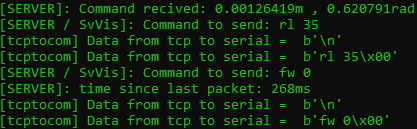 [SERVER]: Command recived: 0.00126419m , 0.620791rad
[SERVER / SvVis]: Command to send: rl 35
[tcptocom] Data from tcp to serial =  b'\n'
[tcptocom] Data from tcp to serial =  b'rl 35\x00'
[SERVER / SvVis]: Command to send: fw 0
[SERVER]: time since last packet: 268ms
[tcptocom] Data from tcp to serial =  b'\n'
[tcptocom] Data from tcp to serial =  b'fw 0\x00'